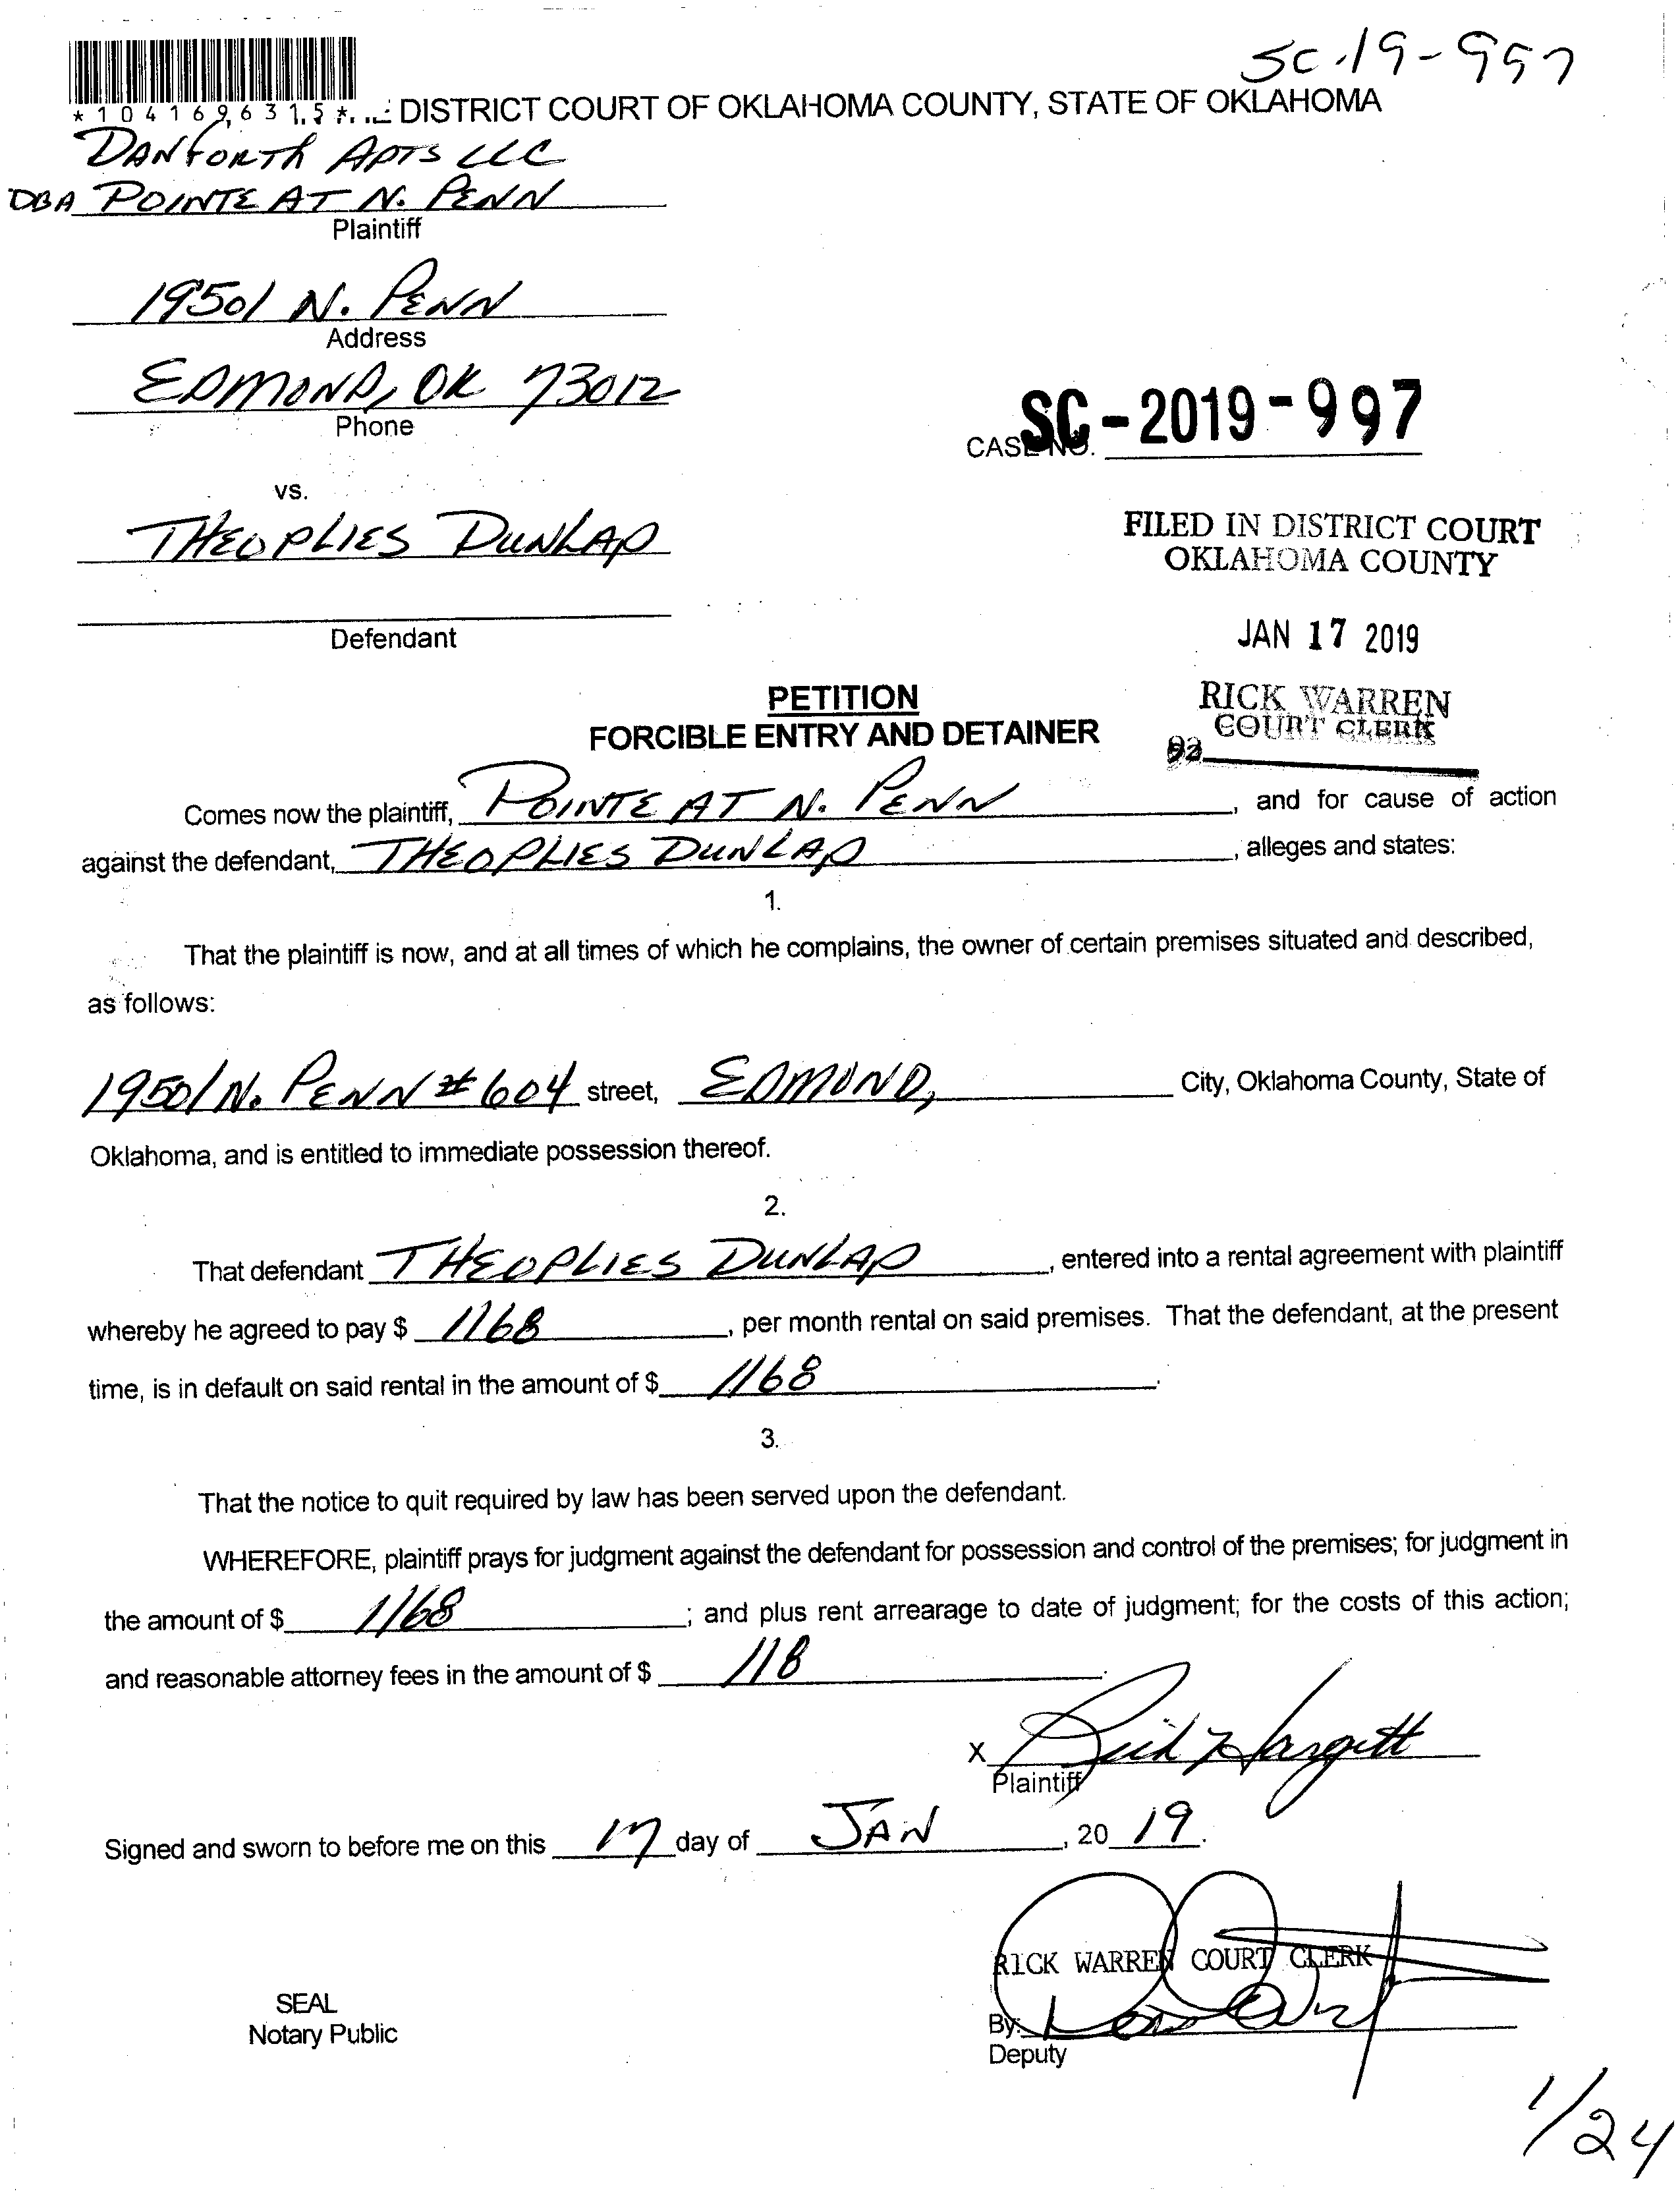 SC-19-957
*1041696315* DISTRICT COURT OF OKLAHOMA COUNTY, STATE OF OKLAHOMA
DANFORTH APTS LLC
DBA POINTE AT N. PENN
Plaintiff
19501 N. PENN
Address
EDMOND, OK 73012
Phone
CASE NO. SC-2019-997
vs.
THEOPLIES DUNLAP
FILED IN DISTRICT COURT
OKLAHOMA COUNTY
Defendant
JAN 17 2019
PETITION
RICK WARREN
COURT CLERK
FORCIBLE ENTRY AND DETAINER
Comes now the plaintiff, POINTE AT N. PENN, and for cause of action
against the defendant, THEOPLIES DUNLAP, alleges and states:
1.
That the plaintiff is now, and at all times of which he complains, the owner of certain premises situated and described,
as follows:
19501 N. PENN #604 street, EDMOND, City, Oklahoma County, State of
Oklahoma, and is entitled to immediate possession thereof.
2.
That defendant THEOPLIES DUNLAP, entered into a rental agreement with plaintiff
whereby he agreed to pay $ 1168, per month rental on said premises. That the defendant, at the present
time, is in default on said rental in the amount of $ 1168.
3.
That the notice to quit required by law has been served upon the defendant.
WHEREFORE, plaintiff prays for judgment against the defendant for possession and control of the premises; for judgment in
the amount of $ 1168; and plus rent arrearage to date of judgment; for the costs of this action;
and reasonable attorney fees in the amount of $ 118.
X
Plaintiff
Signed and sworn to before me on this 17 day of JAN, 20 19.
RICK WARREN COURT CLERK
SEAL
Notary Public
By:
Deputy
1/24